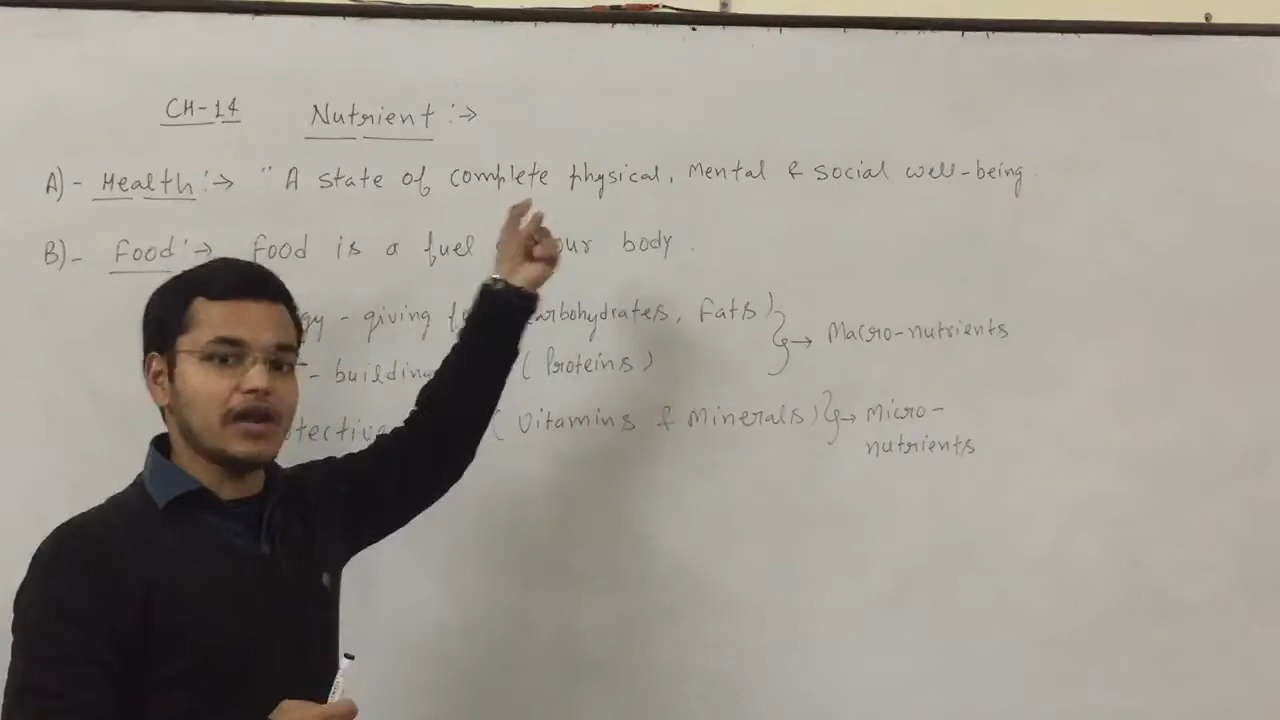 CH-14 Nutrient :→
A)- Health :→ "A state of complete physical, Mental & social well-being.
B)- Food :→ Food is a fuel our body.
- giving Carbohydrates, Fats) → Macro-nutrients
- building (Proteins)
(Vitamins & Minerals) → Micro-
nutrients